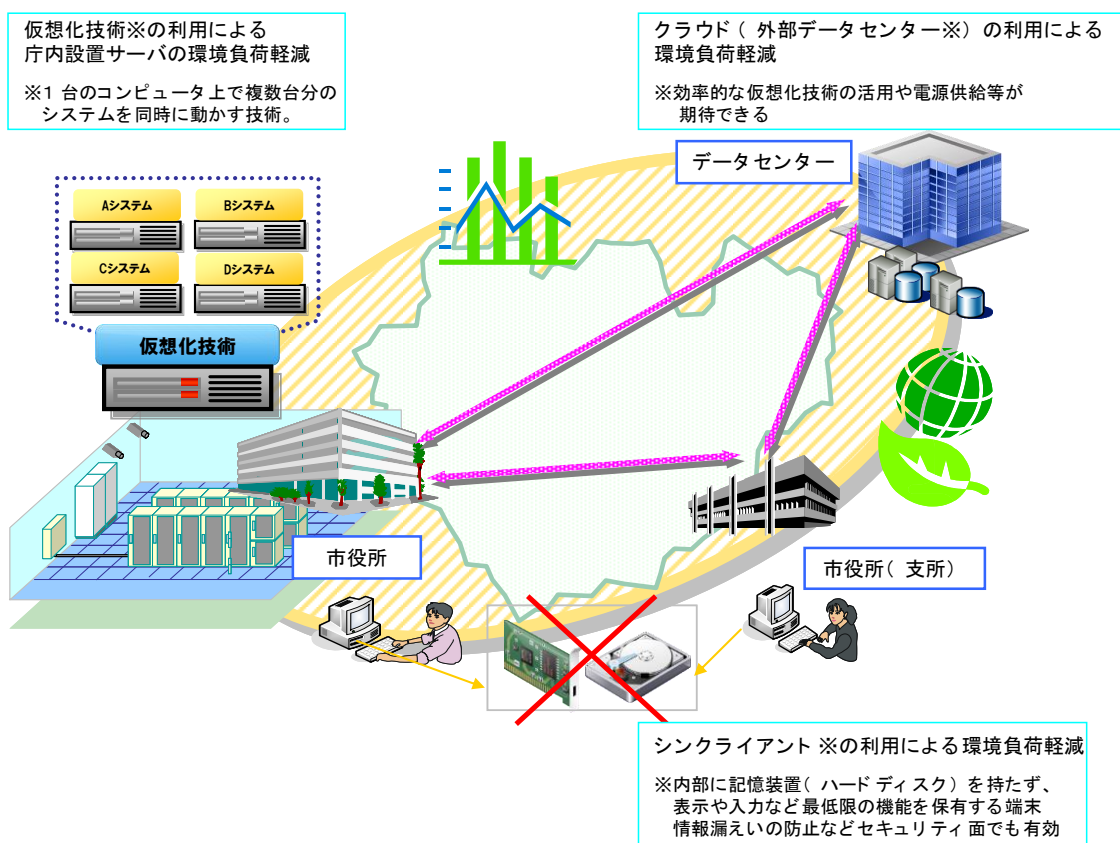 仮想化技術※の利用による
庁内設置サーバの環境負荷軽減
※1台のコンピュータ上で複数台分の
システムを同時に動かす技術。
クラウド(外部データセンター※)の利用による
環境負荷軽減
※効率的な仮想化技術の活用や電源供給等が
期待できる
データセンター
Aシステム
Bシステム
Cシステム
Dシステム
仮想化技術
市役所
市役所(支所)
シンクライアント※の利用による環境負荷軽減
※内部に記憶装置(ハードディスク)を持たず、
表示や入力など最低限の機能を保有する端末
情報漏えいの防止などセキュリティ面でも有効